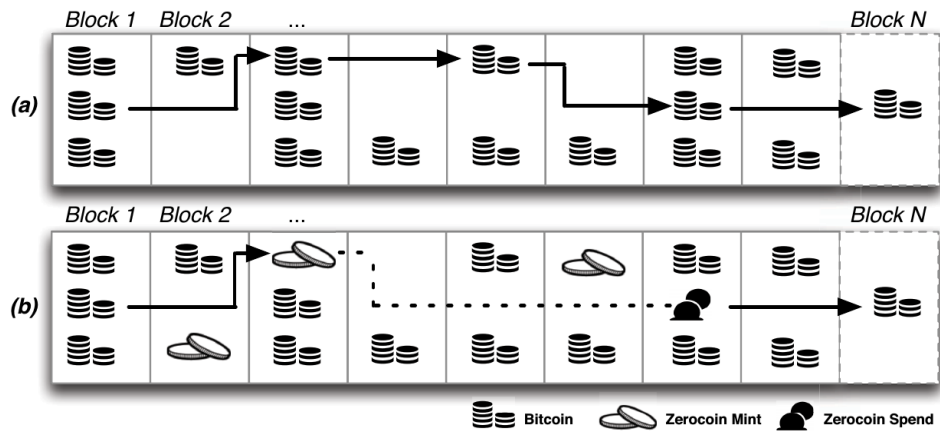 Block 1 Block 2 ... Block N
(a)
Block 1 Block 2 ... Block N
(b)
Bitcoin Zerocoin Mint Zerocoin Spend